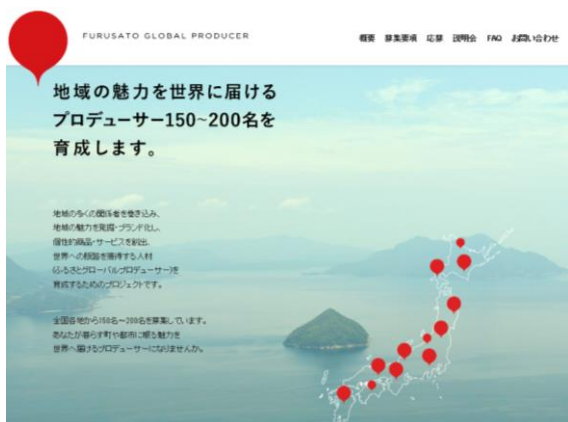 FURUSATO GLOBAL PRODUCER
概要 募集要項 応募 説明会 FAQ お問い合わせ
地域の魅力を世界に届ける
プロデューサー150~200名を
育成します。
地域の多くの関係者を巻き込み、
地域の魅力を発掘・ブランド化し、
個性的商品・サービスを創出、
世界への販路を獲得する人材
(ふるさとグローバルプロデューサー)を
育成するためのプロジェクトです。
全国各地から150名~200名を募集しています。
あなたが暮らす町や都市に眠る魅力を
世界へ届けるプロデューサーになりませんか。